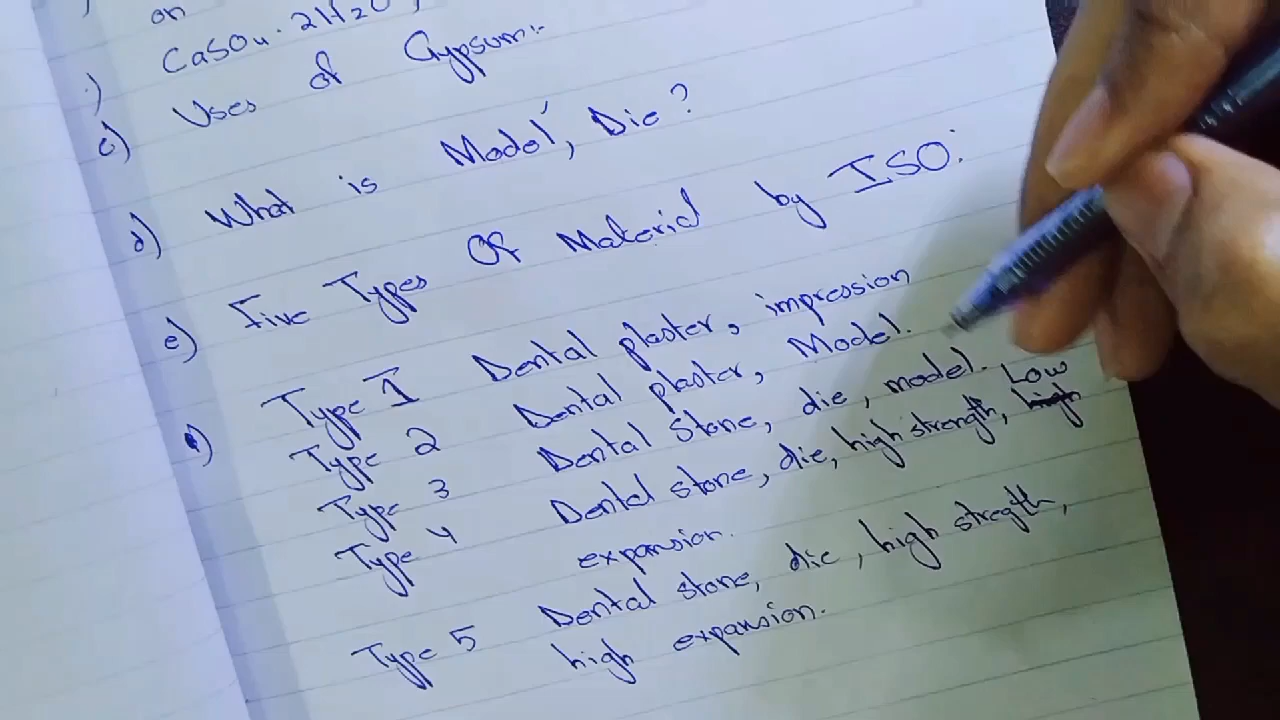 on
CaSO4. 2H2O
.)
Uses of Gypsum:-
c)
What is Model, Die?
d)
Five Types Of Material by ISO:
e)
Type 1 Dental plaster, impression
Type 2 Dental plaster, Model.
Type 3 Dental Stone, die, model.
Type 4 Dental stone, die, high strength, Low
expansion.
Type 5 Dental stone, die, high stregth,
high expansion.